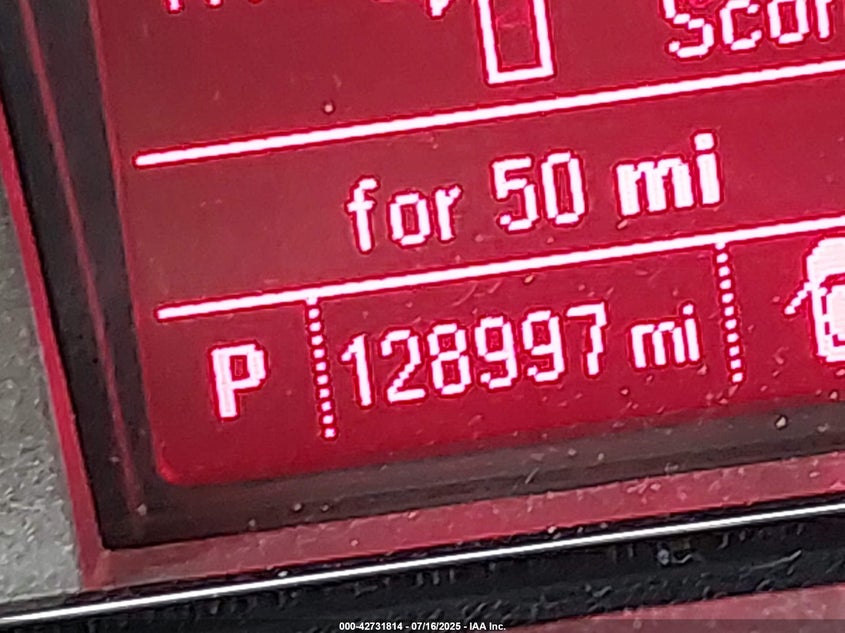 for 50 mi
P 128997 mi
000-42731814 - 07/16/2025 - IAA Inc.